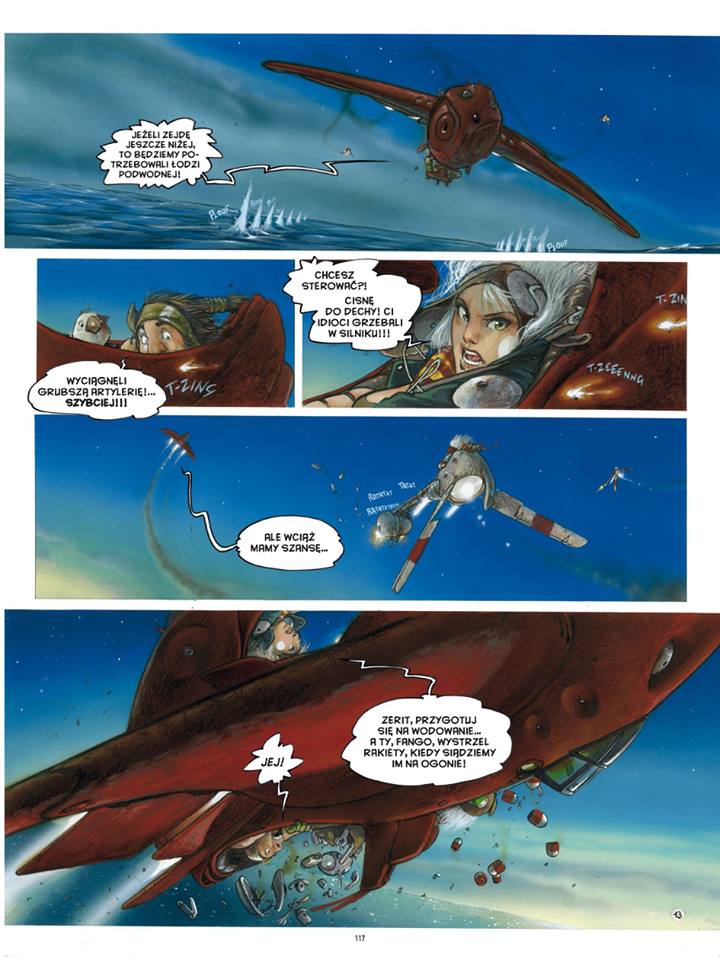 JEŻELI ZEJDĘ
JESZCZE NIŻEJ,
TO BĘDZIEMY PO-
TRZEBOWALI ŁODZI
PODWODNEJ!
PLOUF
PLOUF
WYCIĄGNĘLI
GRUBSZĄ ARTYLERIĘ!...
SZYBCIEJ!!!
T-ZING
CHCESZ
STEROWAĆ?!
CISNĘ
DO DECHY! CI
IDIOCI GRZEBALI
W SILNIKU!!!
T-ZING
T-ZEEENNG
RATATAT
TATAT
ALE WCIĄŻ
MAMY SZANSĘ...
ZERIT, PRZYGOTUJ
SIĘ NA WODOWANIE...
A TY, FANGO, WYSTRZEL
RAKIETY, KIEDY SIĄDZIEMY
IM NA OGONIE!
JEJ!
13
117